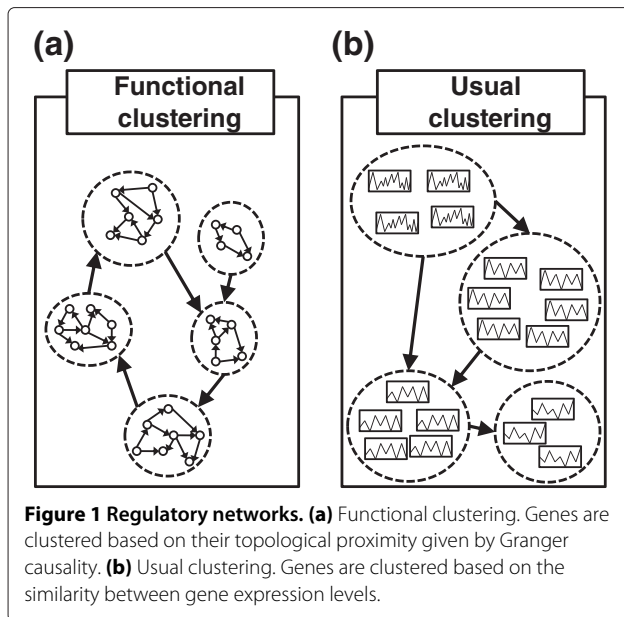 (a)
Functional
clustering
(b)
Usual
clustering
Figure 1 Regulatory networks. (a) Functional clustering. Genes are
clustered based on their topological proximity given by Granger
causality. (b) Usual clustering. Genes are clustered based on the
similarity between gene expression levels.